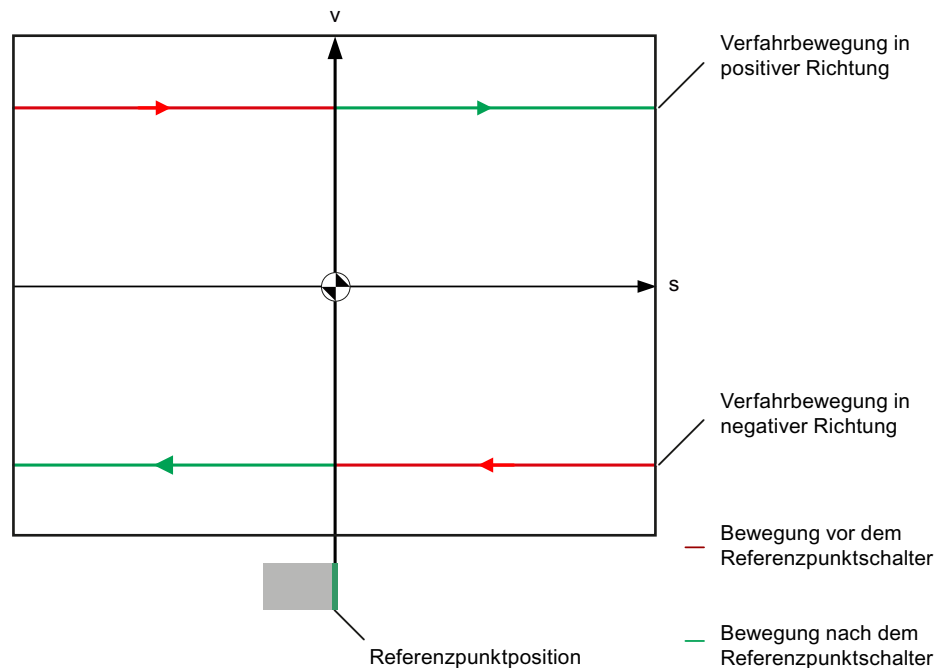 v
Verfahrbewegung in
positiver Richtung
s
Verfahrbewegung in
negativer Richtung
Bewegung vor dem
Referenzpunktschalter
Bewegung nach dem
Referenzpunktschalter
Referenzpunktposition